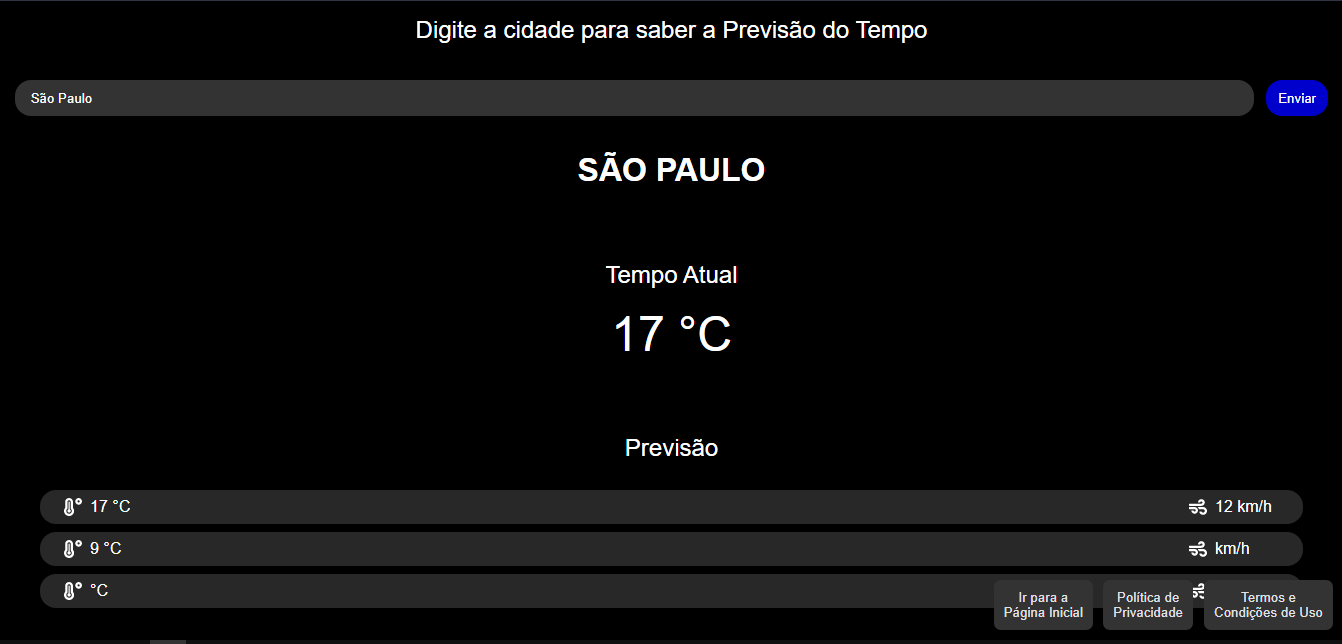 Digite a cidade para saber a Previsão do Tempo
São Paulo
Enviar
SÃO PAULO
Tempo Atual
17 °C
Previsão
17 °C
12 km/h
9 °C
km/h
°C
Ir para a
Página Inicial
Política de
Privacidade
Termos e
Condições de Uso